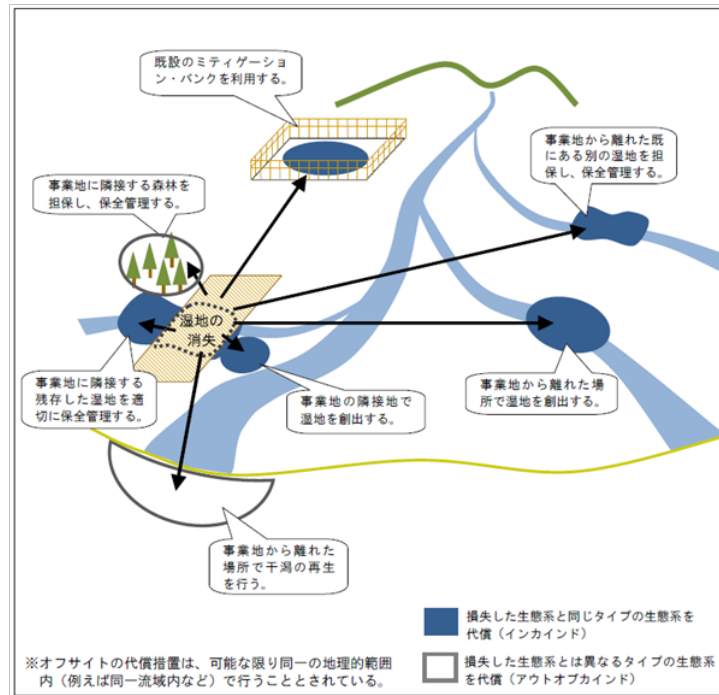 既設のミティゲーショ
ン・バンクを利用する。
事業地から離れた既
にある別の湿地を担
保し、保全管理する。
事業地に隣接する森林を
担保し、保全管理する。
湿地の
消失
事業地に隣接する
残存した湿地を適
切に保全管理する。
事業地の隣接地で
湿地を創出する。
事業地から離れた場
所で湿地を創出する。
事業地から離れた
場所で干潟の再生
を行う。
損失した生態系と同じタイプの生態系を
代償（インカインド）
損失した生態系とは異なるタイプの生態系
を代償（アウトオブカインド）
※オフサイトの代償措置は、可能な限り同一の地理的範囲
内（例えば同一流域内など）で行うこととされている。